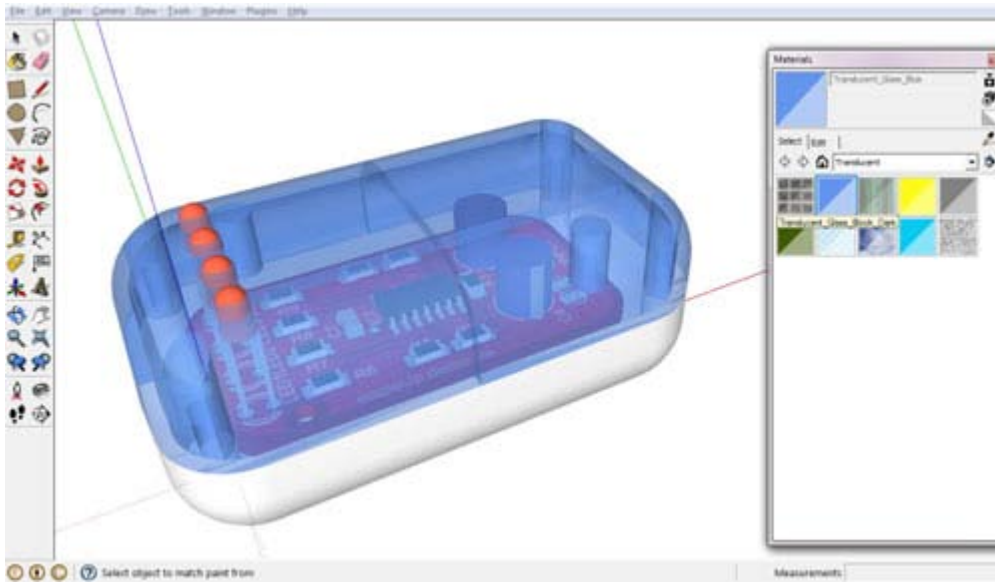 File Edit View Camera Draw Tools Window Plugins Help
Materials
Translucent_Glass_Blue
Select Edit
Translucent
Translucent_Glass_Block_Dark
Select object to match paint from
Measurements